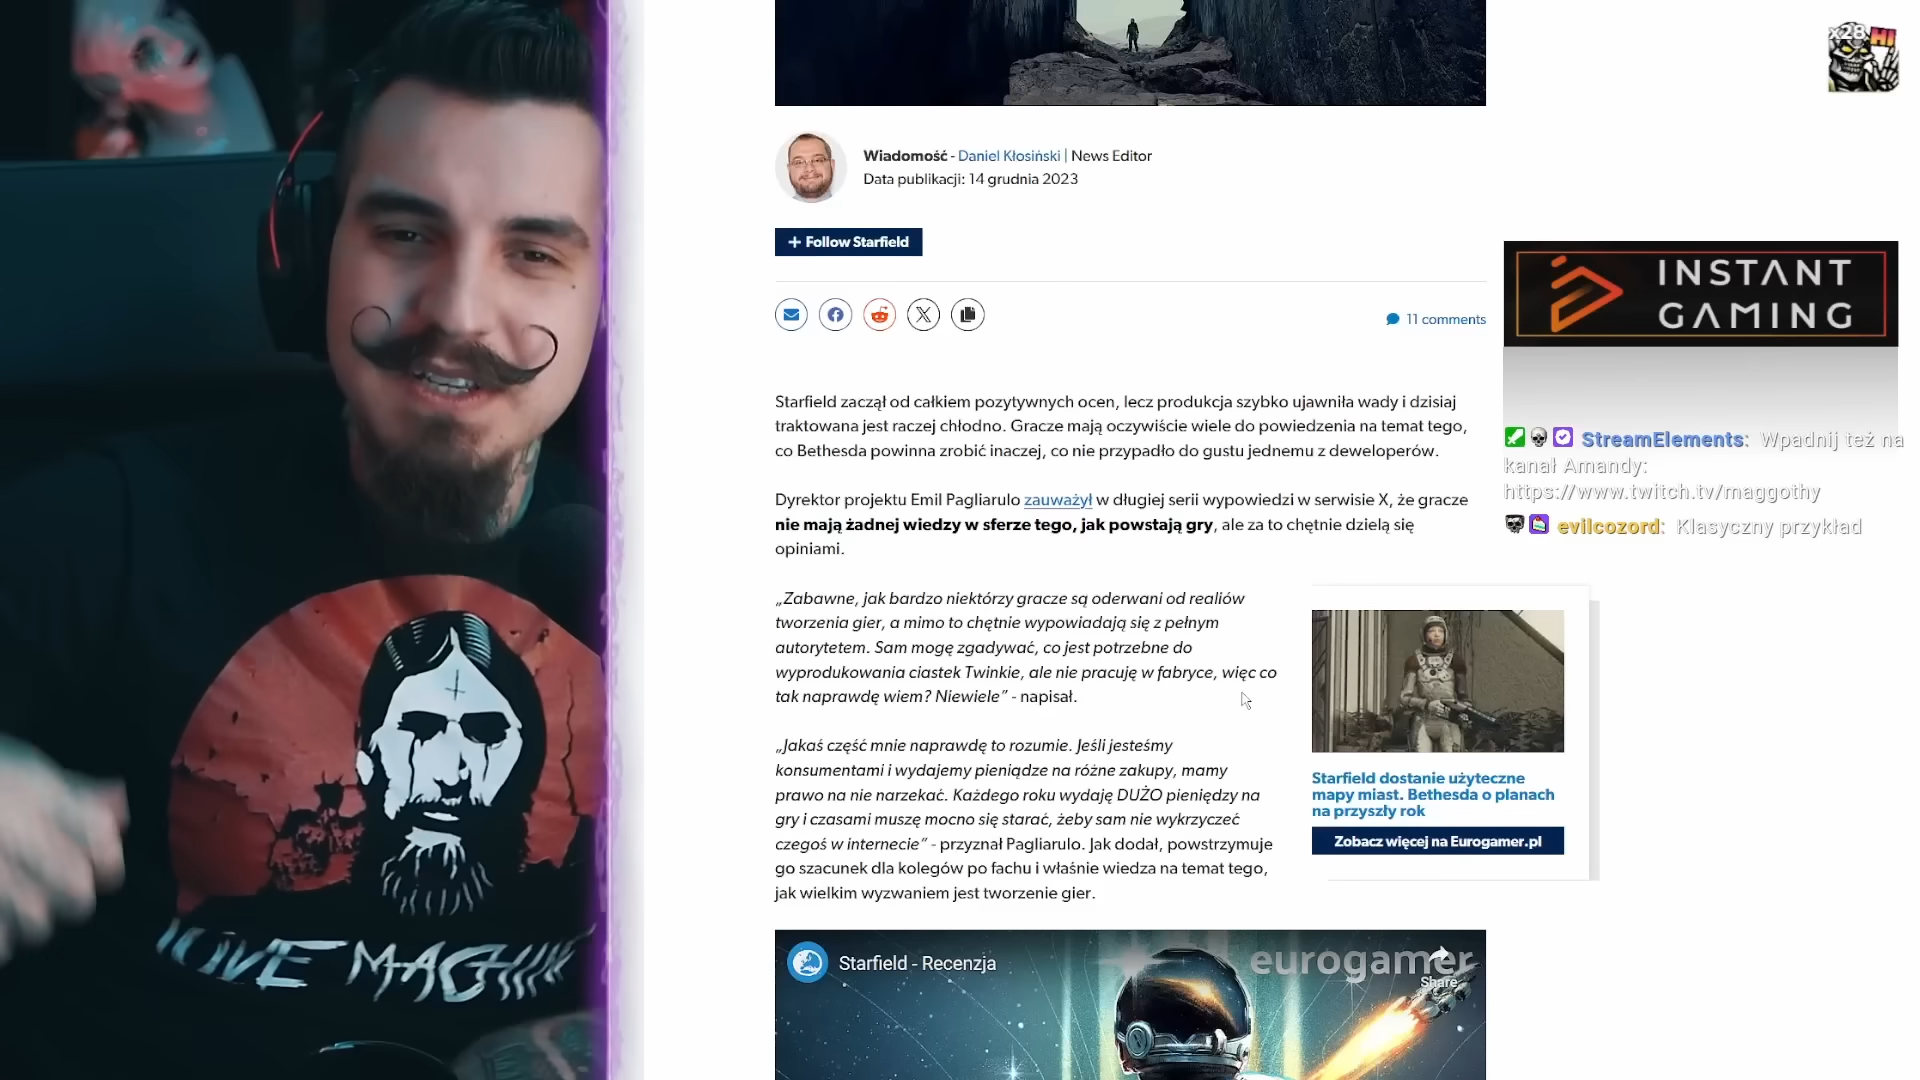 x28 HI
Wiadomość - Daniel Kłosiński | News Editor
Data publikacji: 14 grudnia 2023
+ Follow Starfield
11 comments
INSTANT
GAMING
Starfield zaczął od całkiem pozytywnych ocen, lecz produkcja szybko ujawniła wady i dzisiaj
traktowana jest raczej chłodno. Gracze mają oczywiście wiele do powiedzenia na temat tego,
co Bethesda powinna zrobić inaczej, co nie przypadło do gustu jednemu z deweloperów.
StreamElements: Wpadnij też na
kanał Amandy:
https://www.twitch.tv/maggothy
evilcozord: Klasyczny przykład
Dyrektor projektu Emil Pagliarulo zauważył w długiej serii wypowiedzi w serwisie X, że gracze
nie mają żadnej wiedzy w sferze tego, jak powstają gry, ale za to chętnie dzielą się
opiniami.
„Zabawne, jak bardzo niektórzy gracze są oderwani od realiów
tworzenia gier, a mimo to chętnie wypowiadają się z pełnym
autorytetem. Sam mogę zgadywać, co jest potrzebne do
wyprodukowania ciastek Twinkie, ale nie pracuję w fabryce, więc co
tak naprawdę wiem? Niewiele” - napisał.
„Jakaś część mnie naprawdę to rozumie. Jeśli jesteśmy
konsumentami i wydajemy pieniądze na różne zakupy, mamy
prawo na nie narzekać. Każdego roku wydaję DUŻO pieniędzy na
gry i czasami muszę mocno się starać, żeby sam nie wykrzyczeć
czegoś w internecie” - przyznał Pagliarulo. Jak dodał, powstrzymuje
go szacunek dla kolegów po fachu i właśnie wiedza na temat tego,
jak wielkim wyzwaniem jest tworzenie gier.
Starfield dostanie użyteczne
mapy miast. Bethesda o planach
na przyszły rok
Zobacz więcej na Eurogamer.pl
Starfield - Recenzja
eurogamer
Share
LOVE MACHINE